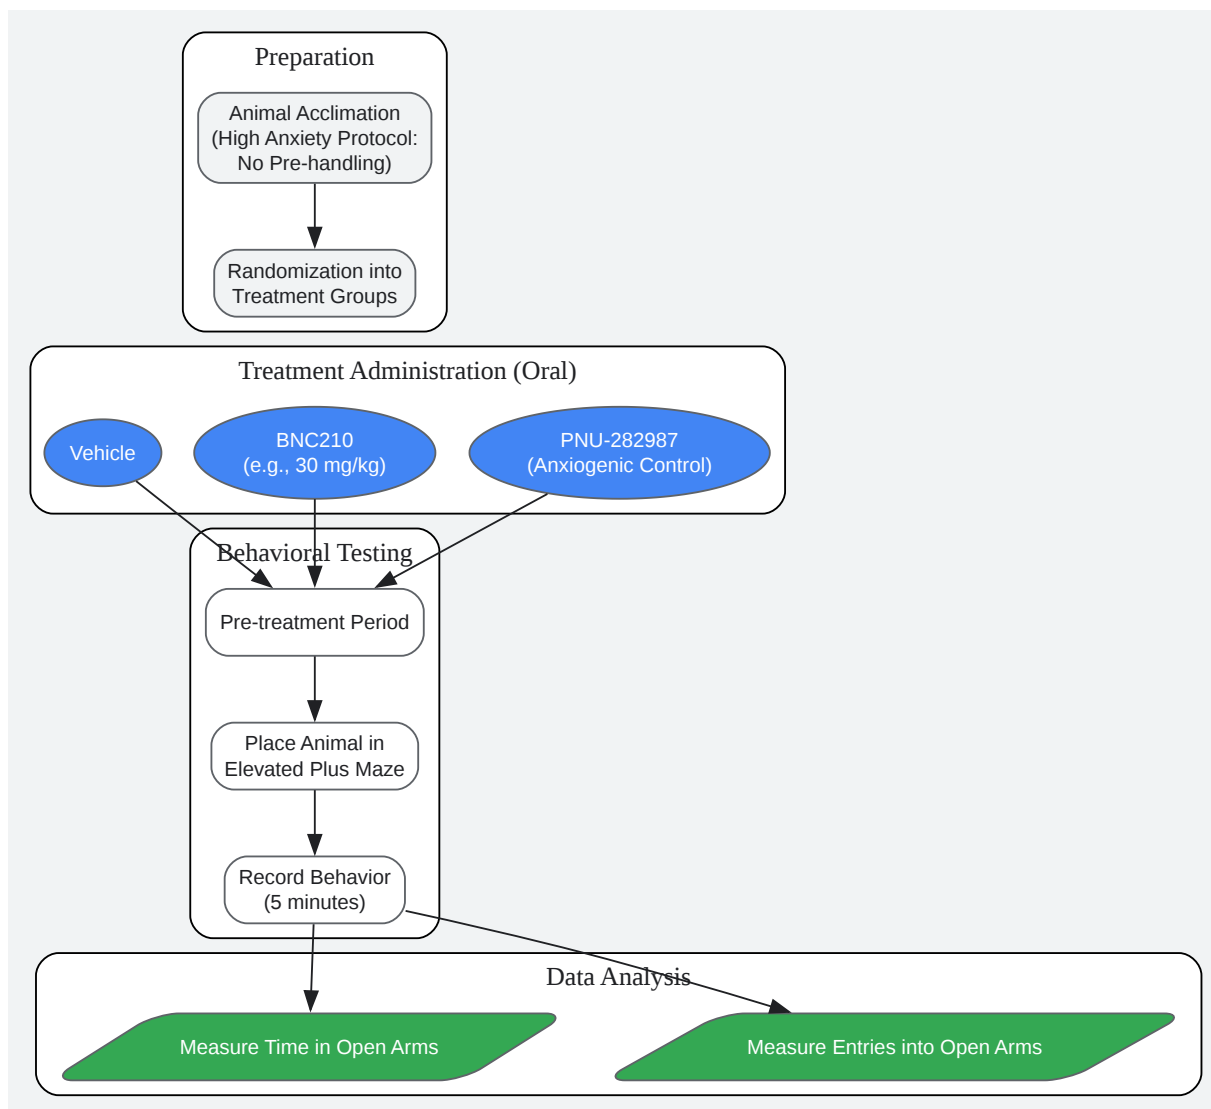 Preparation
Animal Acclimation
(High Anxiety Protocol:
No Pre-handling)
Randomization into
Treatment Groups
Treatment Administration (Oral)
Vehicle
BNC210
(e.g., 30 mg/kg)
PNU-282987
(Anxiogenic Control)
Behavioral Testing
Pre-treatment Period
Place Animal in
Elevated Plus Maze
Record Behavior
(5 minutes)
Data Analysis
Measure Time in Open Arms
Measure Entries into Open Arms